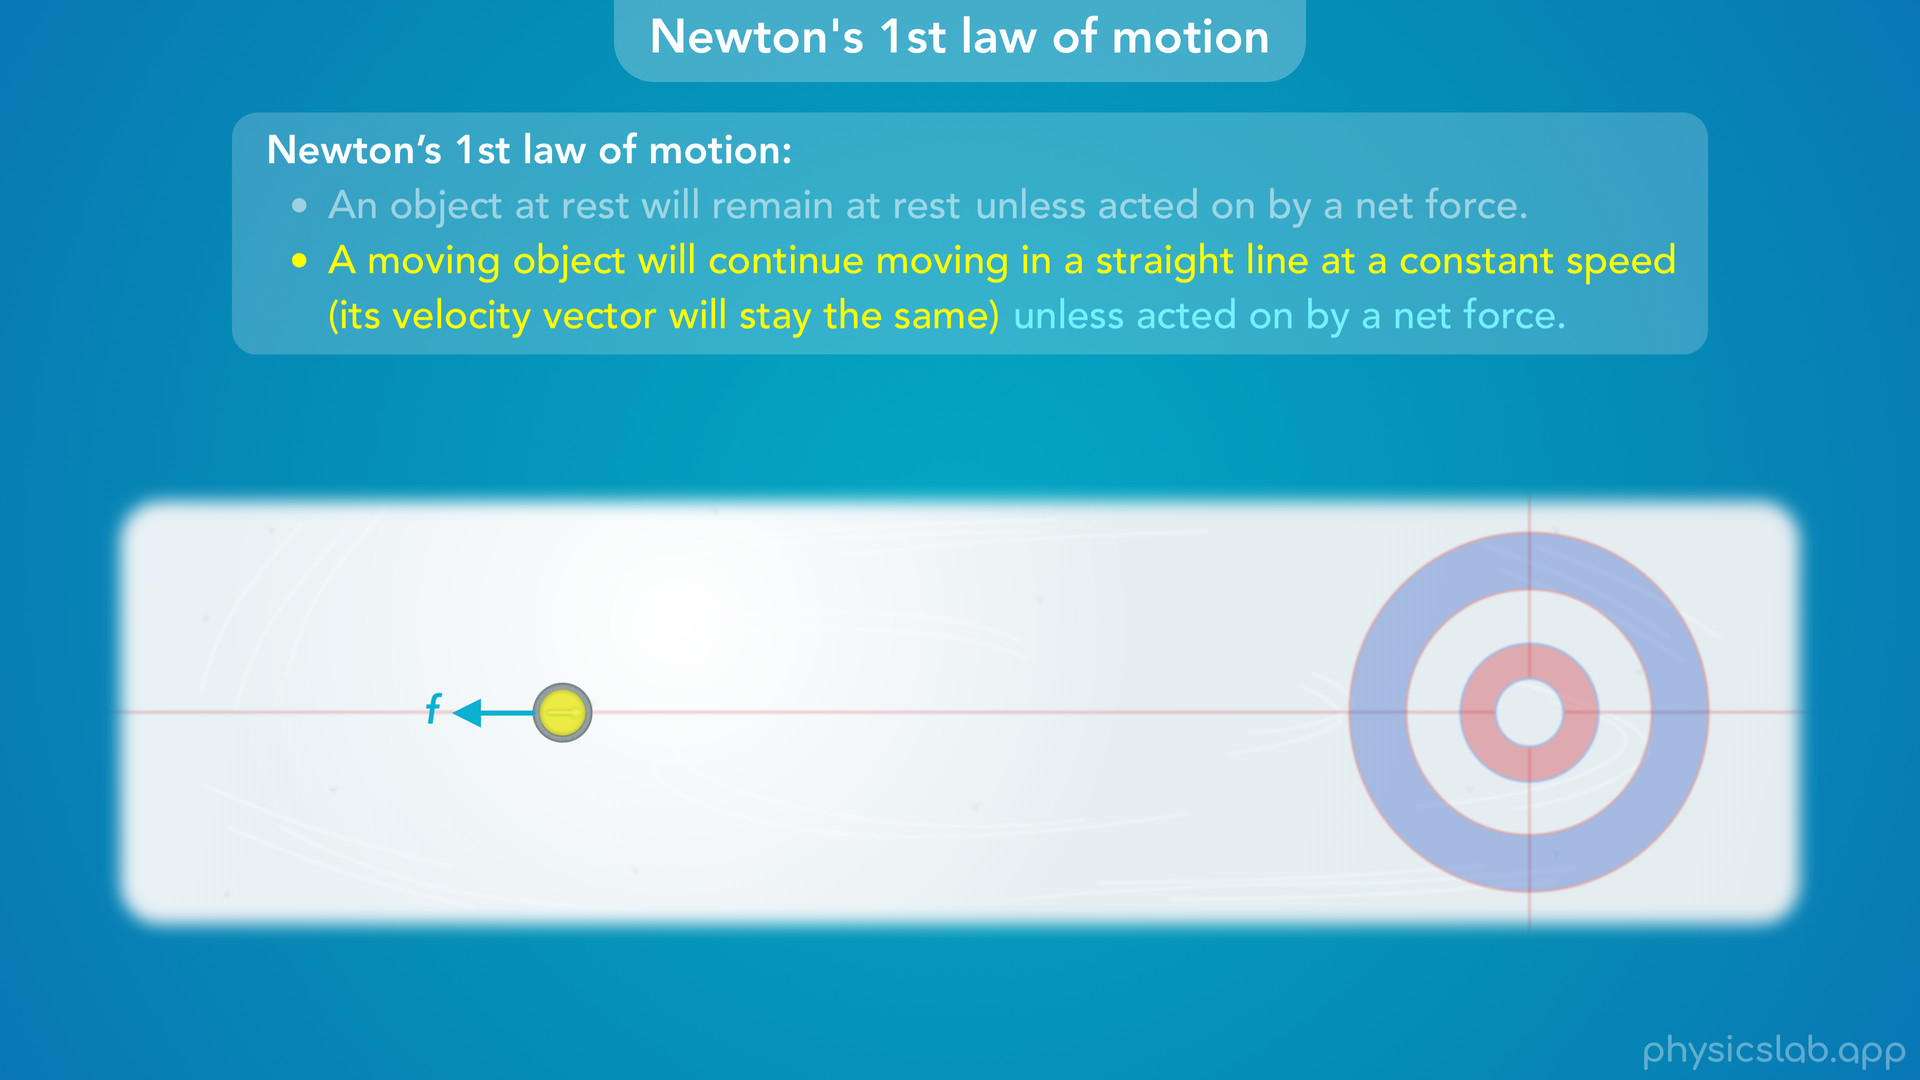 Newton's 1st law of motion
Newton’s 1st law of motion:
• An object at rest will remain at rest unless acted on by a net force.
• A moving object will continue moving in a straight line at a constant speed
(its velocity vector will stay the same) unless acted on by a net force.
f
physicslab.app